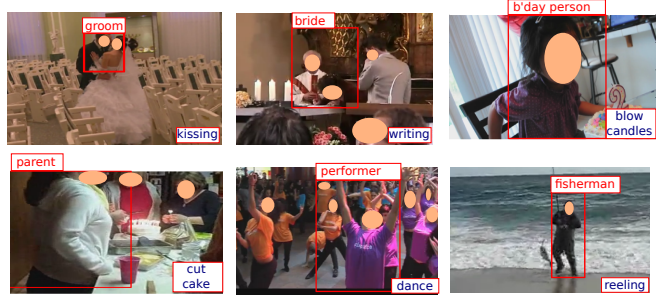 groom
kissing
bride
writing
b'day person
blow
candles
parent
cut
cake
performer
dance
fisherman
reeling